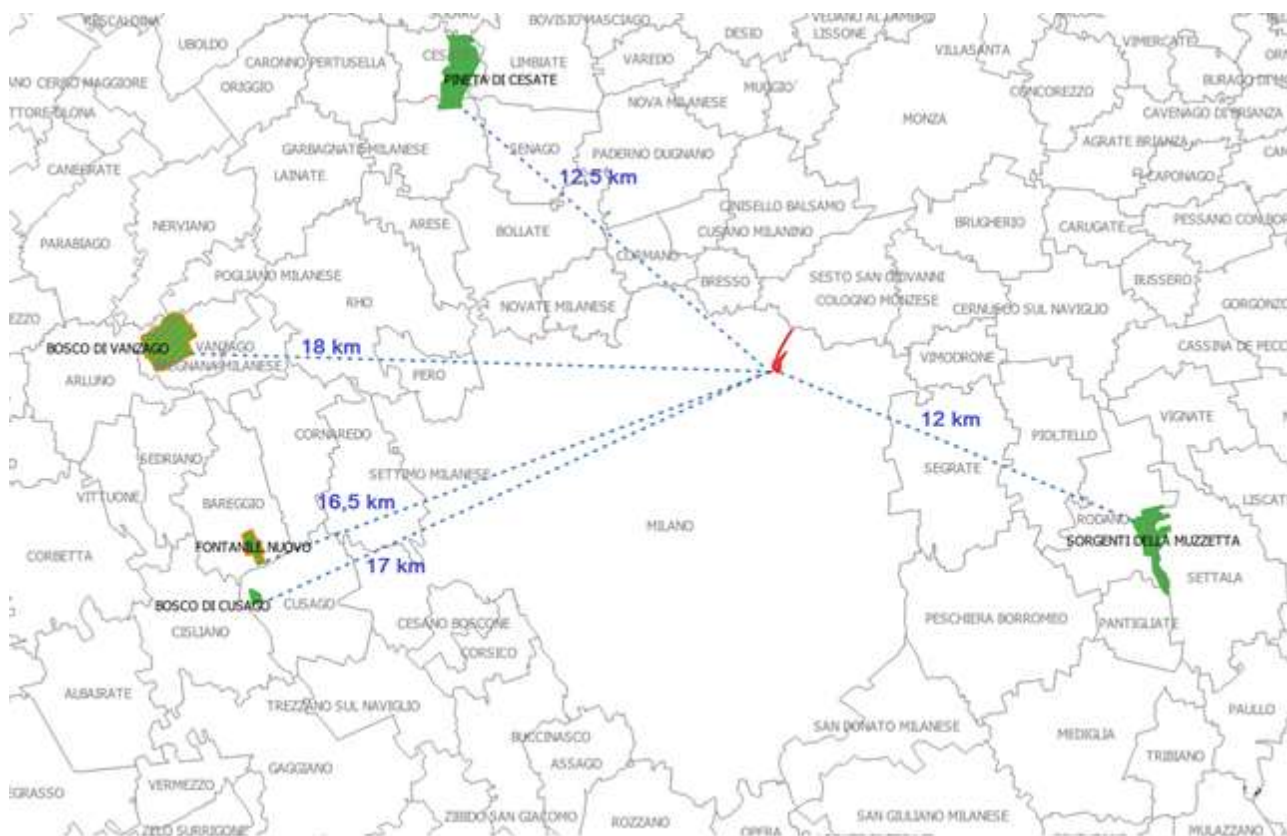 BOVISIO MASCIAGO
DESIO
LISSONE
UBOLDO
VILLASANTA
VIMERCATE
CARONNO PERTUSELLA
LIMBIATE
VAREDO
ORIGGIO
PINETA DI CESATE
MUGGIO'
CONCOREZZO
NOVA MILANESE
CAVENAGO DI BRIANZA
MONZA
AGRATE BRIANZA
GARBAGNATE MILANESE
SENAGO
PADERNO DUGNANO
CANEGRATE
LAINATE
12,5 km
CAPONAGO
CINISELLO BALSAMO
NERVIANO
ARESE
BRUGHERIO
CARUGATE
PESSANO CON BO
BOLLATE
CUSANO MILANINO
PARABIAGO
CORMANO
POGLIANO MILANESE
BRESSO
SESTO SAN GIOVANNI
BUSSERO
RHO
COLOGNO MONZESE
NOVATE MILANESE
CERNUSCO SUL NAVIGLIO
GORGONZ
BOSCO DI VANZAGO
VANZAGO
18 km
CASSINA DE PECC
VIMODRONE
PERO
ARLUNO
12 km
VIGNATE
CORNAREDO
PIOLTELLO
SEDRIANO
SETTIMO MILANESE
SEGRATE
VITTUONE
BAREGGIO
16,5 km
LISCAT
RODANO
MILANO
SORGENTI DELLA MUZZETTA
FONTANILE NUOVO
CORBETTA
17 km
SETTALA
BOSCO DI CUSAGO
CUSAGO
CESANO BOSCONE
PESCHIERA BORROMEO
PANTIGLIATE
CISLIANO
CORSICO
ALBAIRATE
TREZZANO SUL NAVIGLIO
PAULLO
SAN DONATO MILANESE
BUCCINASCO
MEDIGLIA
TRIBIANO
ASSAGO
GAGGIANO
VERMEZZO
EGRASSO
ZIBIDO SAN GIACOMO
ROZZANO
SAN GIULIANO MILANESE
OPERA
MULAZZANO
ZELO SURRIGONE